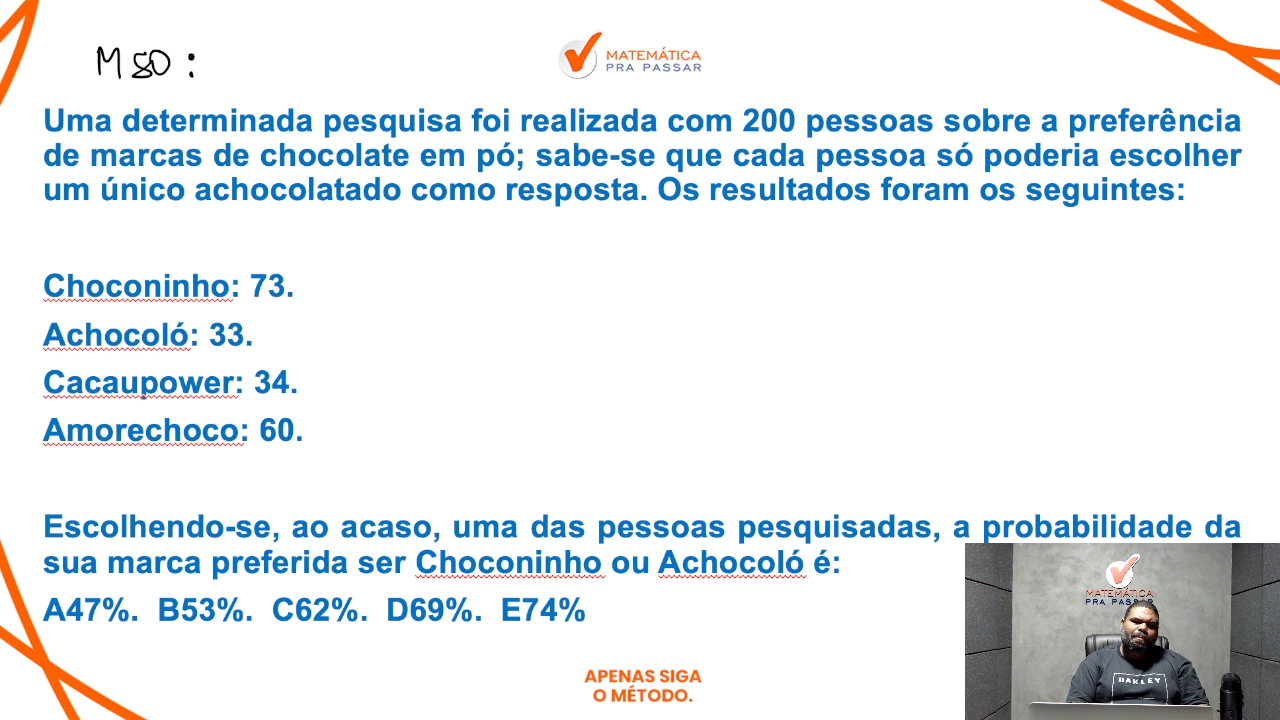 M 80 :
MATEMÁTICA
PRA PASSAR
Uma determinada pesquisa foi realizada com 200 pessoas sobre a preferência
de marcas de chocolate em pó; sabe-se que cada pessoa só poderia escolher
um único achocolatado como resposta. Os resultados foram os seguintes:
Choconinho: 73.
Achocoló: 33.
Cacaupower: 34.
Amorechoco: 60.
Escolhendo-se, ao acaso, uma das pessoas pesquisadas, a probabilidade da
sua marca preferida ser Choconinho ou Achocoló é:
A47%. B53%. C62%. D69%. E74%
MATEMÁTICA
PRA PASSAR
OAKLEY
APENAS SIGA
O MÉTODO.